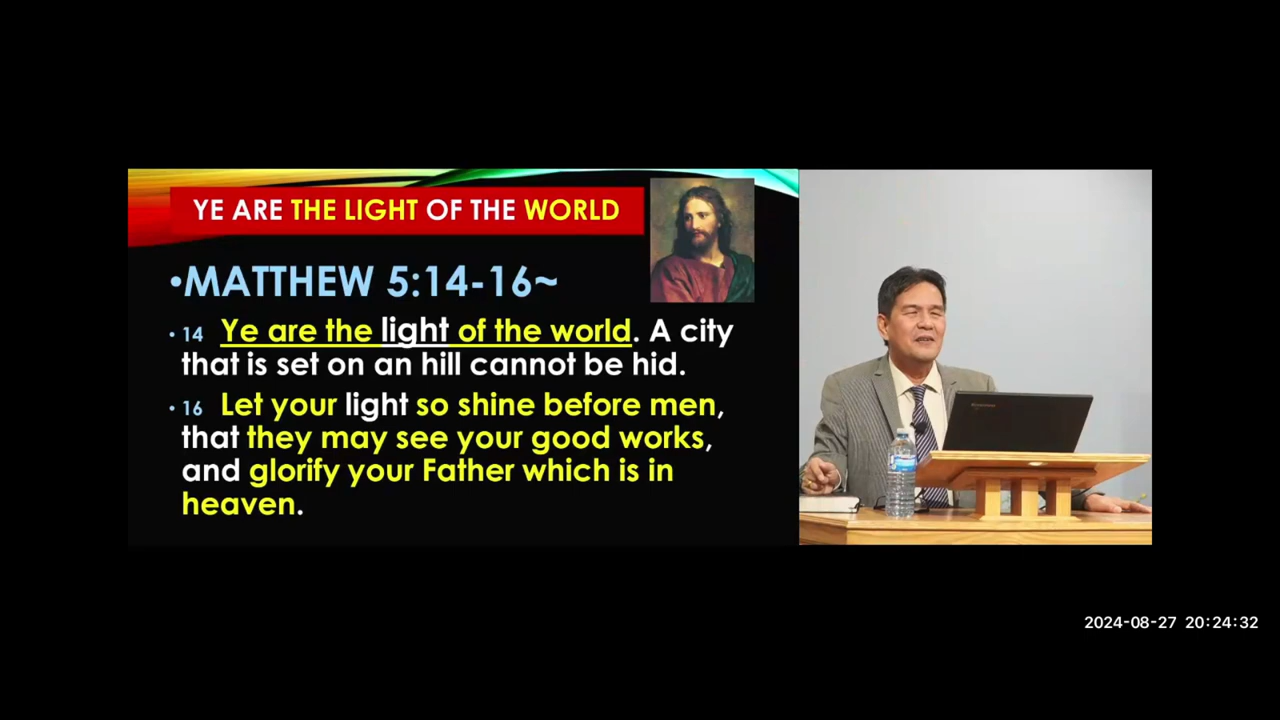 YE ARE THE LIGHT OF THE WORLD
•MATTHEW 5:14-16~
• 14 Ye are the light of the world. A city
that is set on an hill cannot be hid.
• 16 Let your light so shine before men,
that they may see your good works,
and glorify your Father which is in
heaven.
2024-08-27 20:24:32